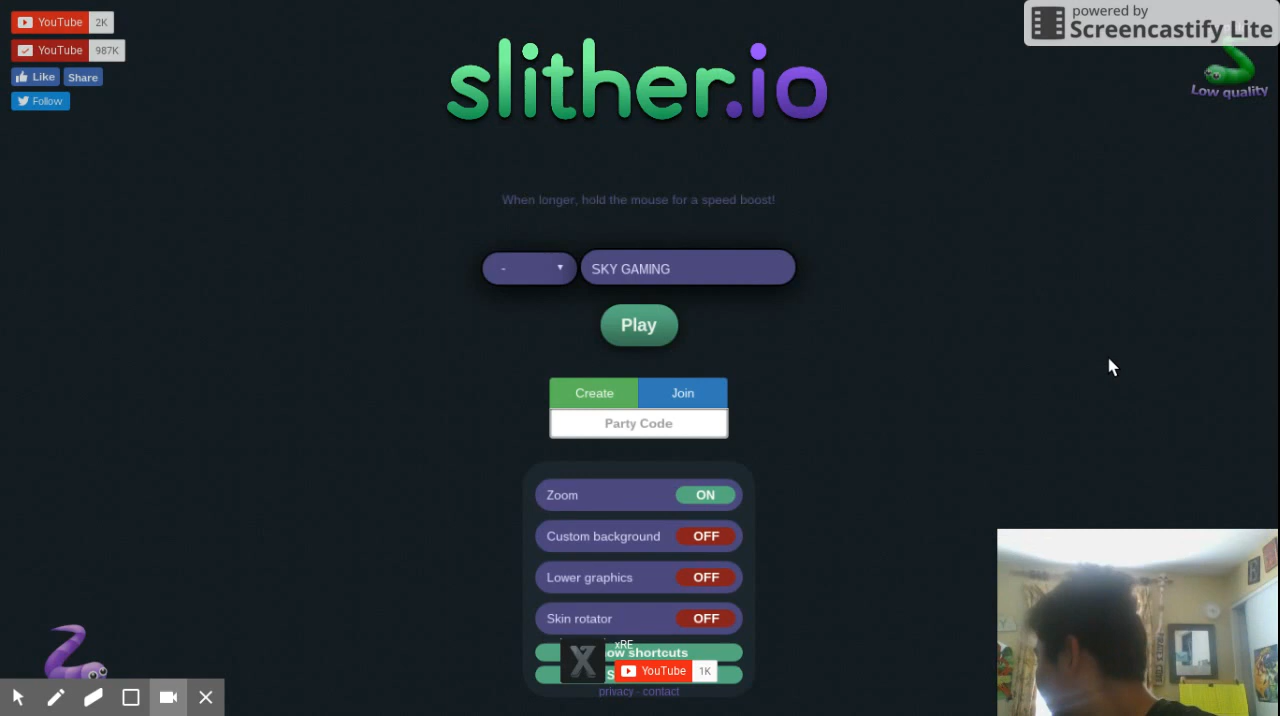 YouTube 2K
YouTube 987K
Like Share
Follow
powered by
Screencastify Lite
slither.io
Low quality
When longer, hold the mouse for a speed boost!
- SKY GAMING
Play
Create Join
Party Code
Zoom ON
Custom background OFF
Lower graphics OFF
Skin rotator OFF
xRE
X
shortcuts
YouTube 1K
privacy · contact